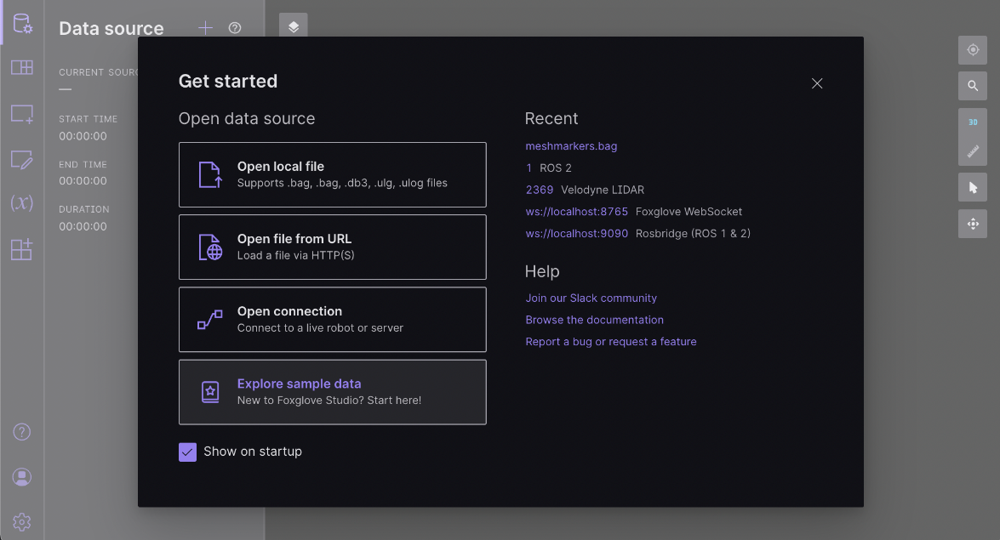 Data source
CURRENT SOURC
—
START TIME
00:00:00
END TIME
00:00:00
DURATION
00:00:00
Get started
Open data source
Open local file
Supports .bag, .bag, .db3, .ulg, .ulog files
Open file from URL
Load a file via HTTP(S)
Open connection
Connect to a live robot or server
Explore sample data
New to Foxglove Studio? Start here!
Show on startup
Recent
meshmarkers.bag
1 ROS 2
2369 Velodyne LIDAR
ws://localhost:8765 Foxglove WebSocket
ws://localhost:9090 Rosbridge (ROS 1 & 2)
Help
Join our Slack community
Browse the documentation
Report a bug or request a feature
3D